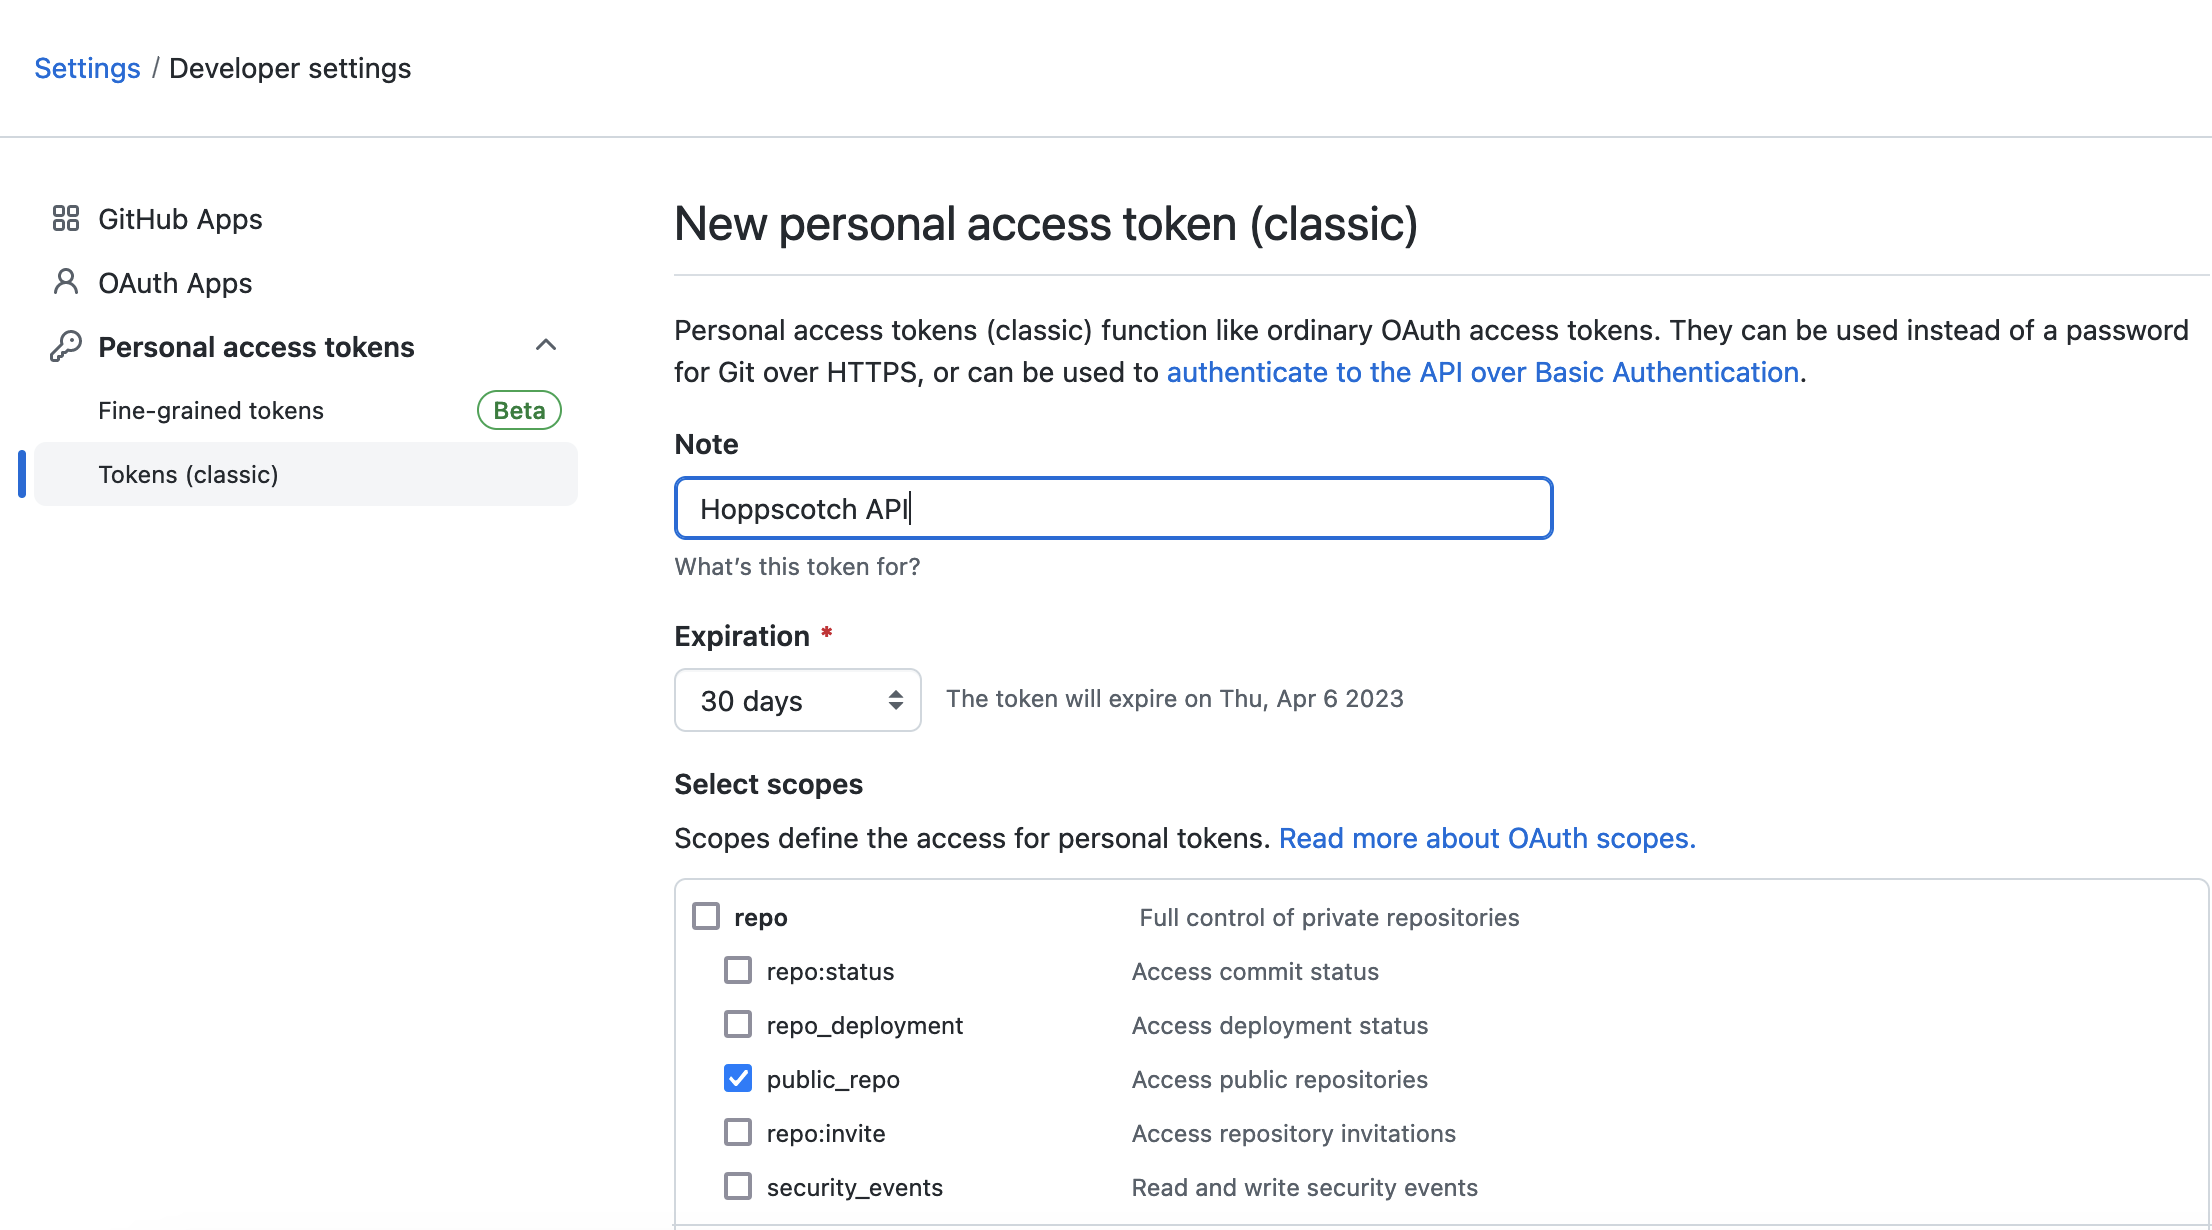 Settings / Developer settings
GitHub Apps
OAuth Apps
Personal access tokens
Fine-grained tokens Beta
Tokens (classic)
New personal access token (classic)
Personal access tokens (classic) function like ordinary OAuth access tokens. They can be used instead of a password
for Git over HTTPS, or can be used to authenticate to the API over Basic Authentication.
Note
Hoppscotch API
What's this token for?
Expiration *
30 days The token will expire on Thu, Apr 6 2023
Select scopes
Scopes define the access for personal tokens. Read more about OAuth scopes.
repo Full control of private repositories
repo:status Access commit status
repo_deployment Access deployment status
public_repo Access public repositories
repo:invite Access repository invitations
security_events Read and write security events